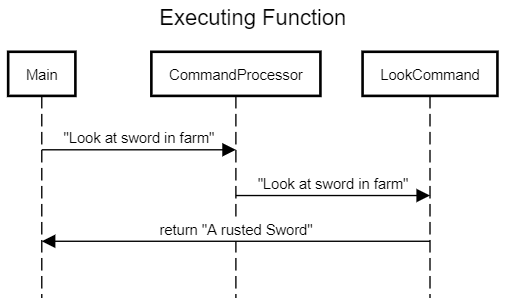 Executing Function
Main
CommandProcessor
LookCommand
"Look at sword in farm"
"Look at sword in farm"
return "A rusted Sword"